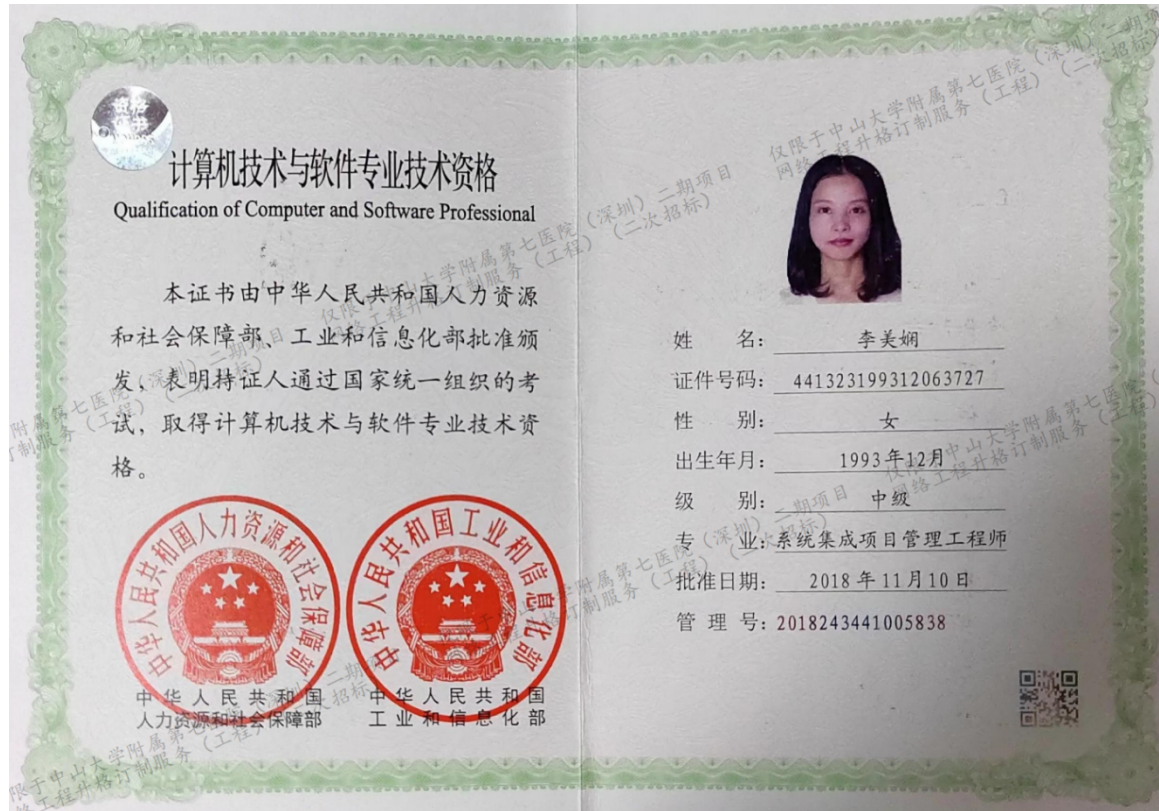 计算机技术与软件专业技术资格
Qualification of Computer and Software Professional
本证书由中华人民共和国人力资源
和社会保障部、工业和信息化部批准颁
发，表明持证人通过国家统一组织的考
试，取得计算机技术与软件专业技术资
格。
中华人民共和国人力资源和社会保障部
中华人民共和国工业和信息化部
中华人民共和国
人力资源和社会保障部
中华人民共和国
工业和信息化部
姓 名：李美娴
证件号码：441323199312063727
性 别：女
出生年月：1993年12月
级 别：中级
专 业：系统集成项目管理工程师
批准日期：2018年11月10日
管 理 号：2018243441005838
仅限于中山大学附属第七医院（深圳）二期项目
网络工程升格订制服务（工程）（二次招标）